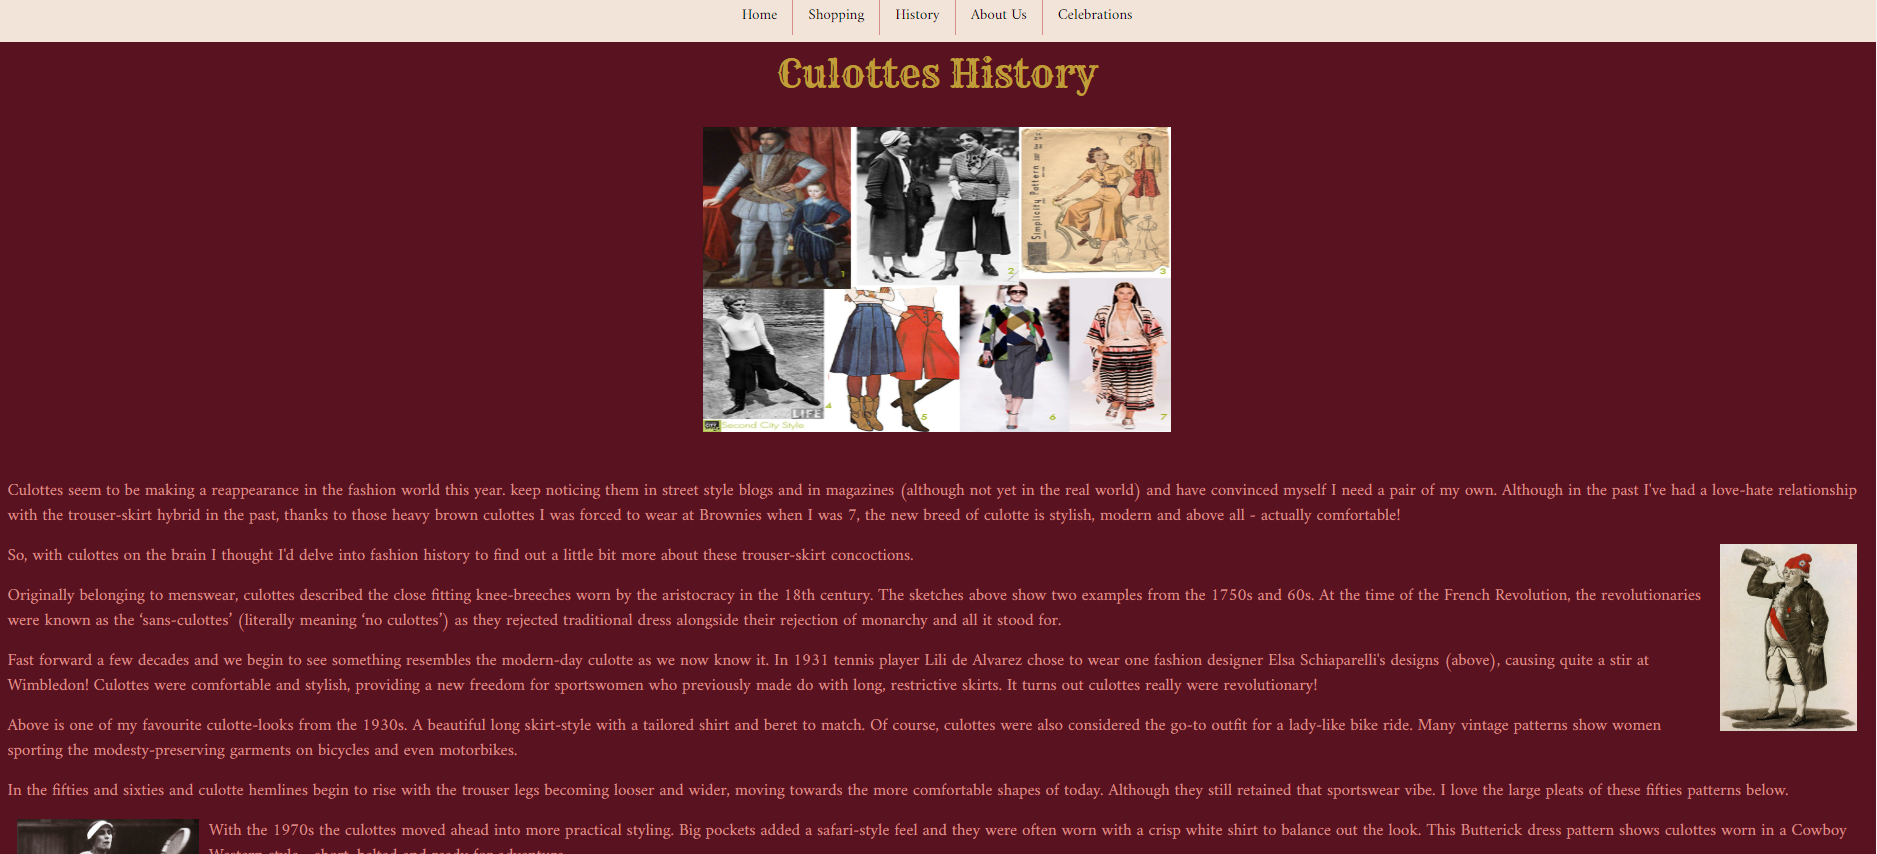 Home
Shopping
History
About Us
Celebrations
Culottes History
1
2
Simplicity Pattern
3
LIFE
4
5
6
7
Second City Style
Culottes seem to be making a reappearance in the fashion world this year. keep noticing them in street style blogs and in magazines (although not yet in the real world) and have convinced myself I need a pair of my own. Although in the past I've had a love-hate relationship
with the trouser-skirt hybrid in the past, thanks to those heavy brown culottes I was forced to wear at Brownies when I was 7, the new breed of culotte is stylish, modern and above all - actually comfortable!
So, with culottes on the brain I thought I'd delve into fashion history to find out a little bit more about these trouser-skirt concoctions.
Originally belonging to menswear, culottes described the close fitting knee-breeches worn by the aristocracy in the 18th century. The sketches above show two examples from the 1750s and 60s. At the time of the French Revolution, the revolutionaries
were known as the ‘sans-culottes’ (literally meaning ‘no culottes’) as they rejected traditional dress alongside their rejection of monarchy and all it stood for.
Fast forward a few decades and we begin to see something resembles the modern-day culotte as we now know it. In 1931 tennis player Lili de Alvarez chose to wear one fashion designer Elsa Schiaparelli's designs (above), causing quite a stir at
Wimbledon! Culottes were comfortable and stylish, providing a new freedom for sportswomen who previously made do with long, restrictive skirts. It turns out culottes really were revolutionary!
Above is one of my favourite culotte-looks from the 1930s. A beautiful long skirt-style with a tailored shirt and beret to match. Of course, culottes were also considered the go-to outfit for a lady-like bike ride. Many vintage patterns show women
sporting the modesty-preserving garments on bicycles and even motorbikes.
In the fifties and sixties and culotte hemlines begin to rise with the trouser legs becoming looser and wider, moving towards the more comfortable shapes of today. Although they still retained that sportswear vibe. I love the large pleats of these fifties patterns below.
With the 1970s the culottes moved ahead into more practical styling. Big pockets added a safari-style feel and they were often worn with a crisp white shirt to balance out the look. This Butterick dress pattern shows culottes worn in a Cowboy